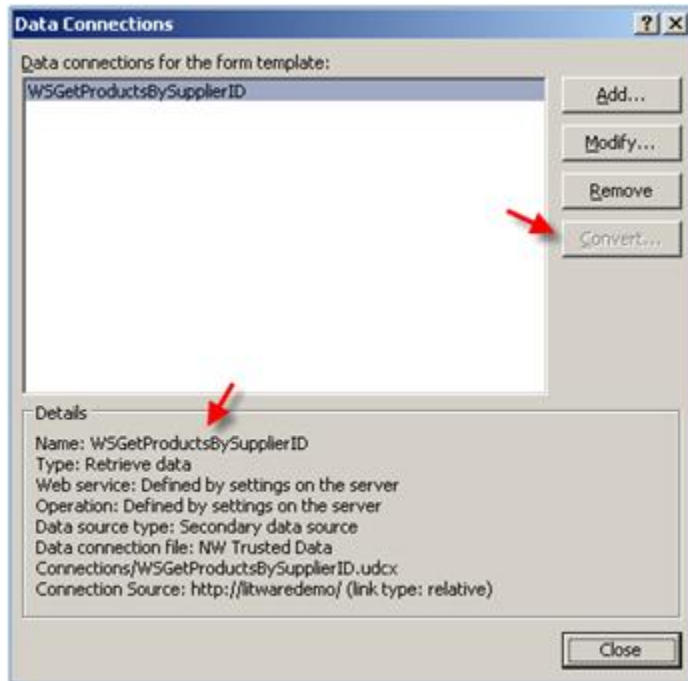 Data Connections
Data connections for the form template:
WSGetProductsBySupplierID
Add...
Modify...
Remove
Convert...
Details
Name: WSGetProductsBySupplierID
Type: Retrieve data
Web service: Defined by settings on the server
Operation: Defined by settings on the server
Data source type: Secondary data source
Data connection file: NW Trusted Data
Connections/WSGetProductsBySupplierID.udcx
Connection Source: http://litwaredemo/ (link type: relative)
Close